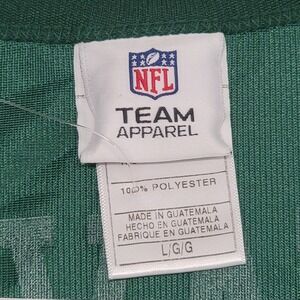 NFL
TEAM
APPAREL
100% POLYESTER
MADE IN GUATEMALA
HECHO EN GUATEMALA
FABRIQUE EN GUATEMALA
L/G/G